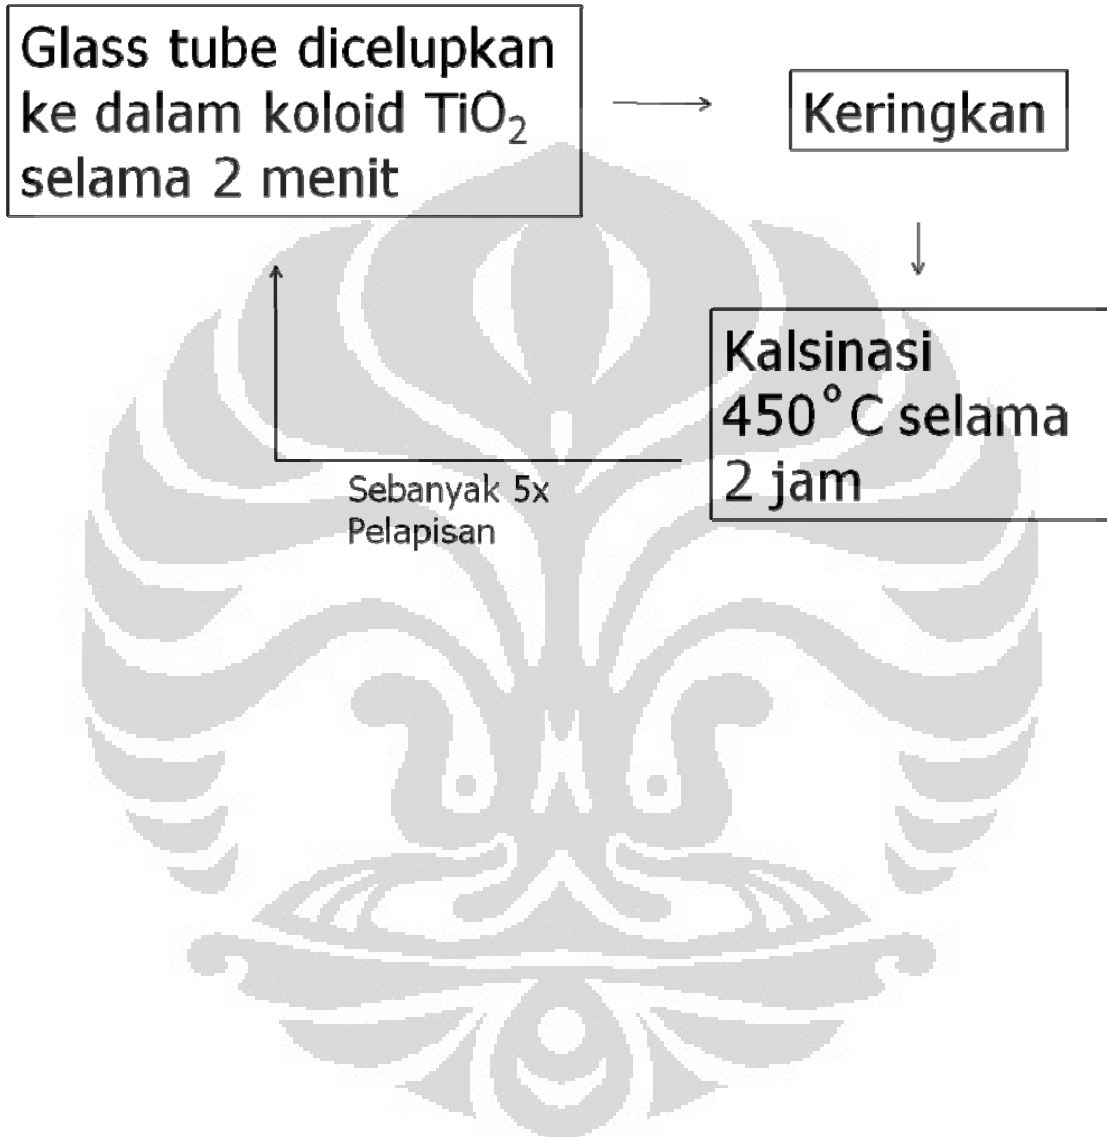 Glass tube dicelupkan
ke dalam koloid TiO₂
selama 2 menit
Keringkan
Kalsinasi
450°C selama
2 jam
Sebanyak 5x
Pelapisan